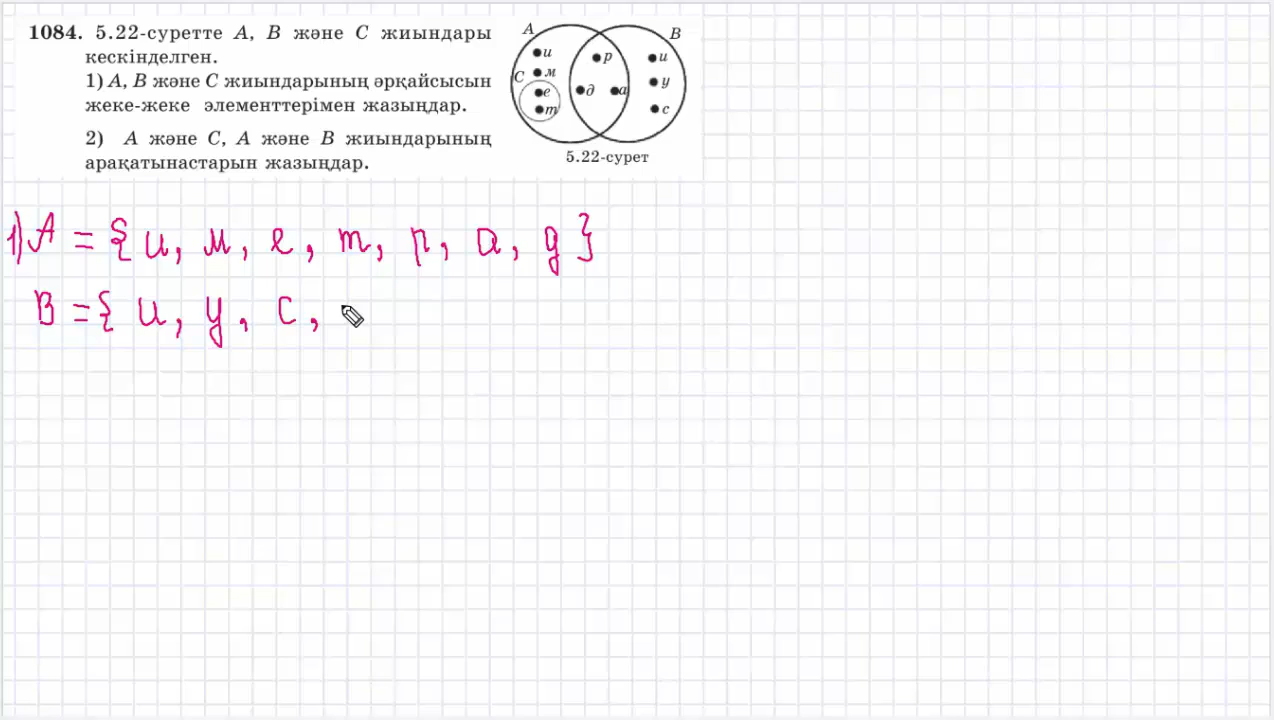 1084. 5.22-суретте A, B және C жиындары
кескінделген.
1) A, B және C жиындарының әрқайсысын
жеке-жеке элементтерімен жазыңдар.
2) A және C, A және B жиындарының
арақатынастарын жазыңдар.
A
B
C
и
м
е
т
р
д
а
и
у
с
5.22-сурет
1) A = { и, м, е, т, р, а, д }
B = { и, у, с,